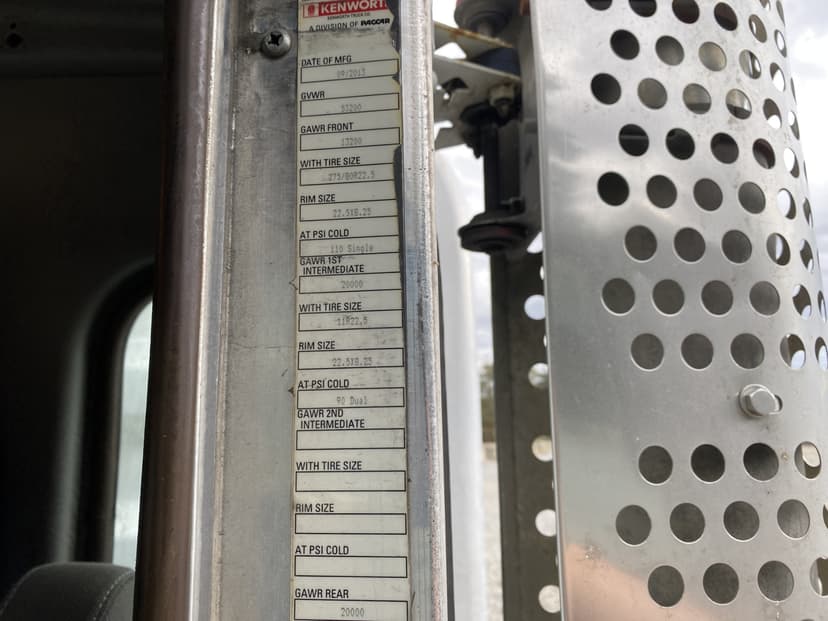 KENWORTH
KENWORTH TRUCK CO.
A DIVISION OF PACCAR
DATE OF MFG
09/2013
GVWR
53200
GAWR FRONT
13200
WITH TIRE SIZE
275/80R22.5
RIM SIZE
22.5X8.25
AT PSI COLD
110 Single
GAWR 1ST
INTERMEDIATE
20000
WITH TIRE SIZE
11R22.5
RIM SIZE
22.5X8.25
AT PSI COLD
90 Dual
GAWR 2ND
INTERMEDIATE
WITH TIRE SIZE
RIM SIZE
AT PSI COLD
GAWR REAR
20000